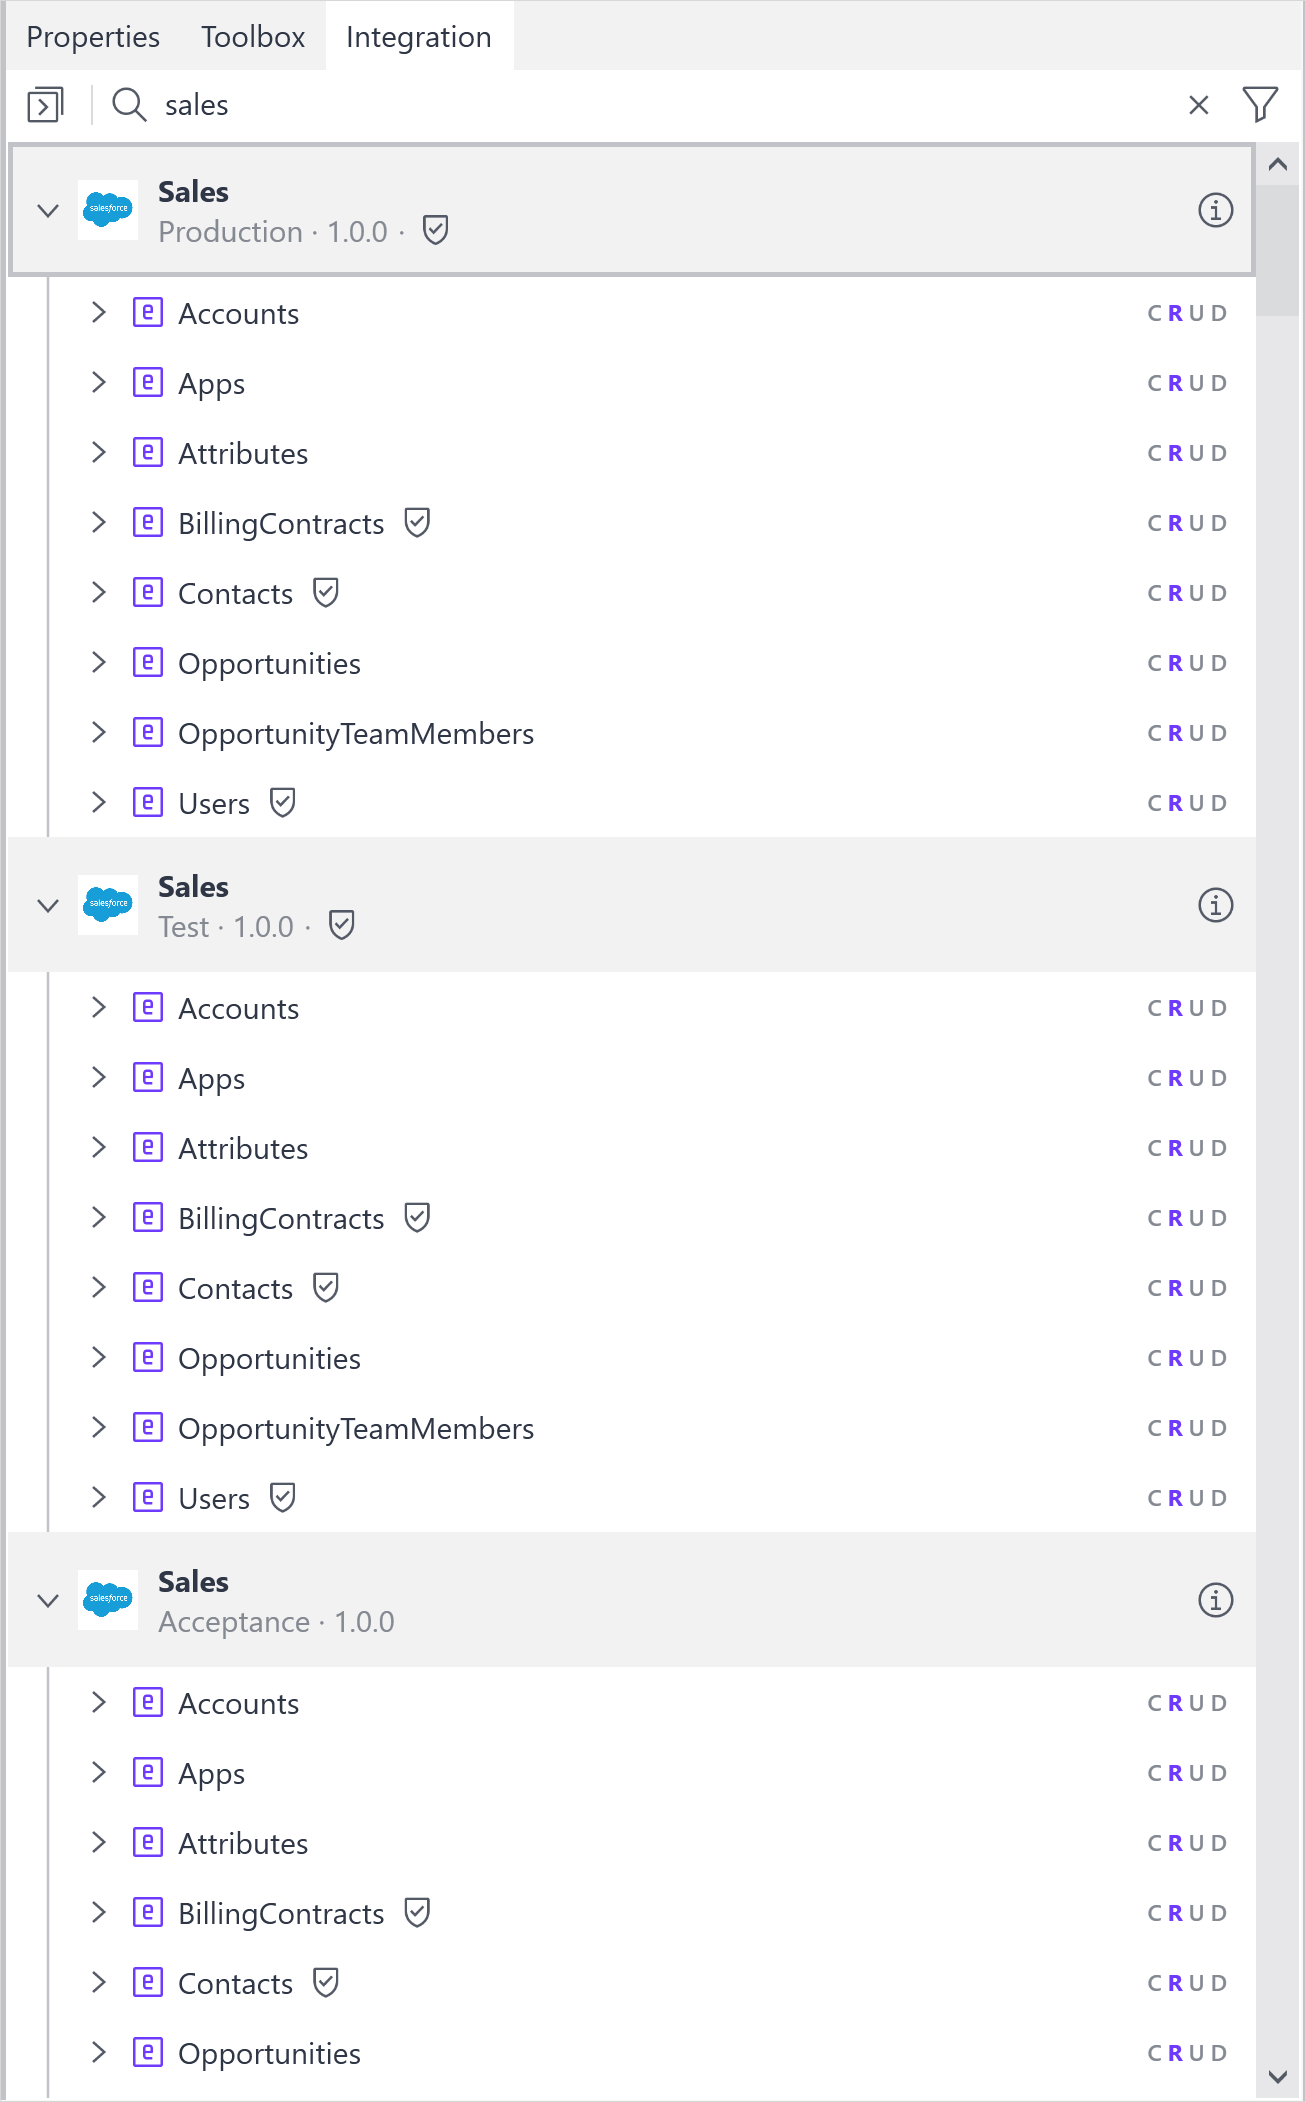 Properties Toolbox Integration
sales
salesforce
Sales
Production · 1.0.0 ·
e Accounts CRUD
e Apps CRUD
e Attributes CRUD
e BillingContracts CRUD
e Contacts CRUD
e Opportunities CRUD
e OpportunityTeamMembers CRUD
e Users CRUD
salesforce
Sales
Test · 1.0.0 ·
e Accounts CRUD
e Apps CRUD
e Attributes CRUD
e BillingContracts CRUD
e Contacts CRUD
e Opportunities CRUD
e OpportunityTeamMembers CRUD
e Users CRUD
salesforce
Sales
Acceptance · 1.0.0
e Accounts CRUD
e Apps CRUD
e Attributes CRUD
e BillingContracts CRUD
e Contacts CRUD
e Opportunities CRUD